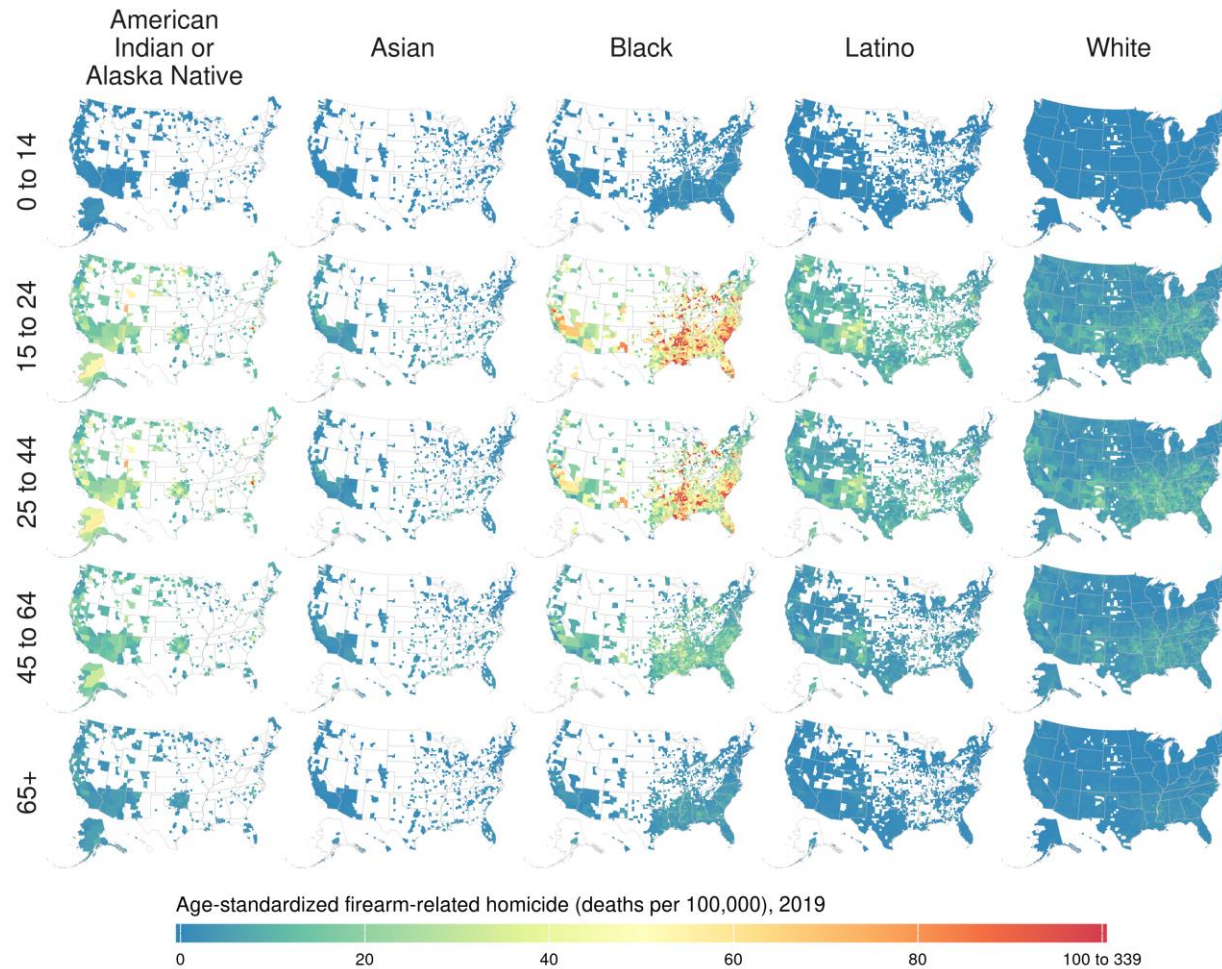 American
Indian or
Alaska Native
Asian
Black
Latino
White
0 to 14
15 to 24
25 to 44
45 to 64
65+
Age-standardized firearm-related homicide (deaths per 100,000), 2019
0
20
40
60
80
100 to 339